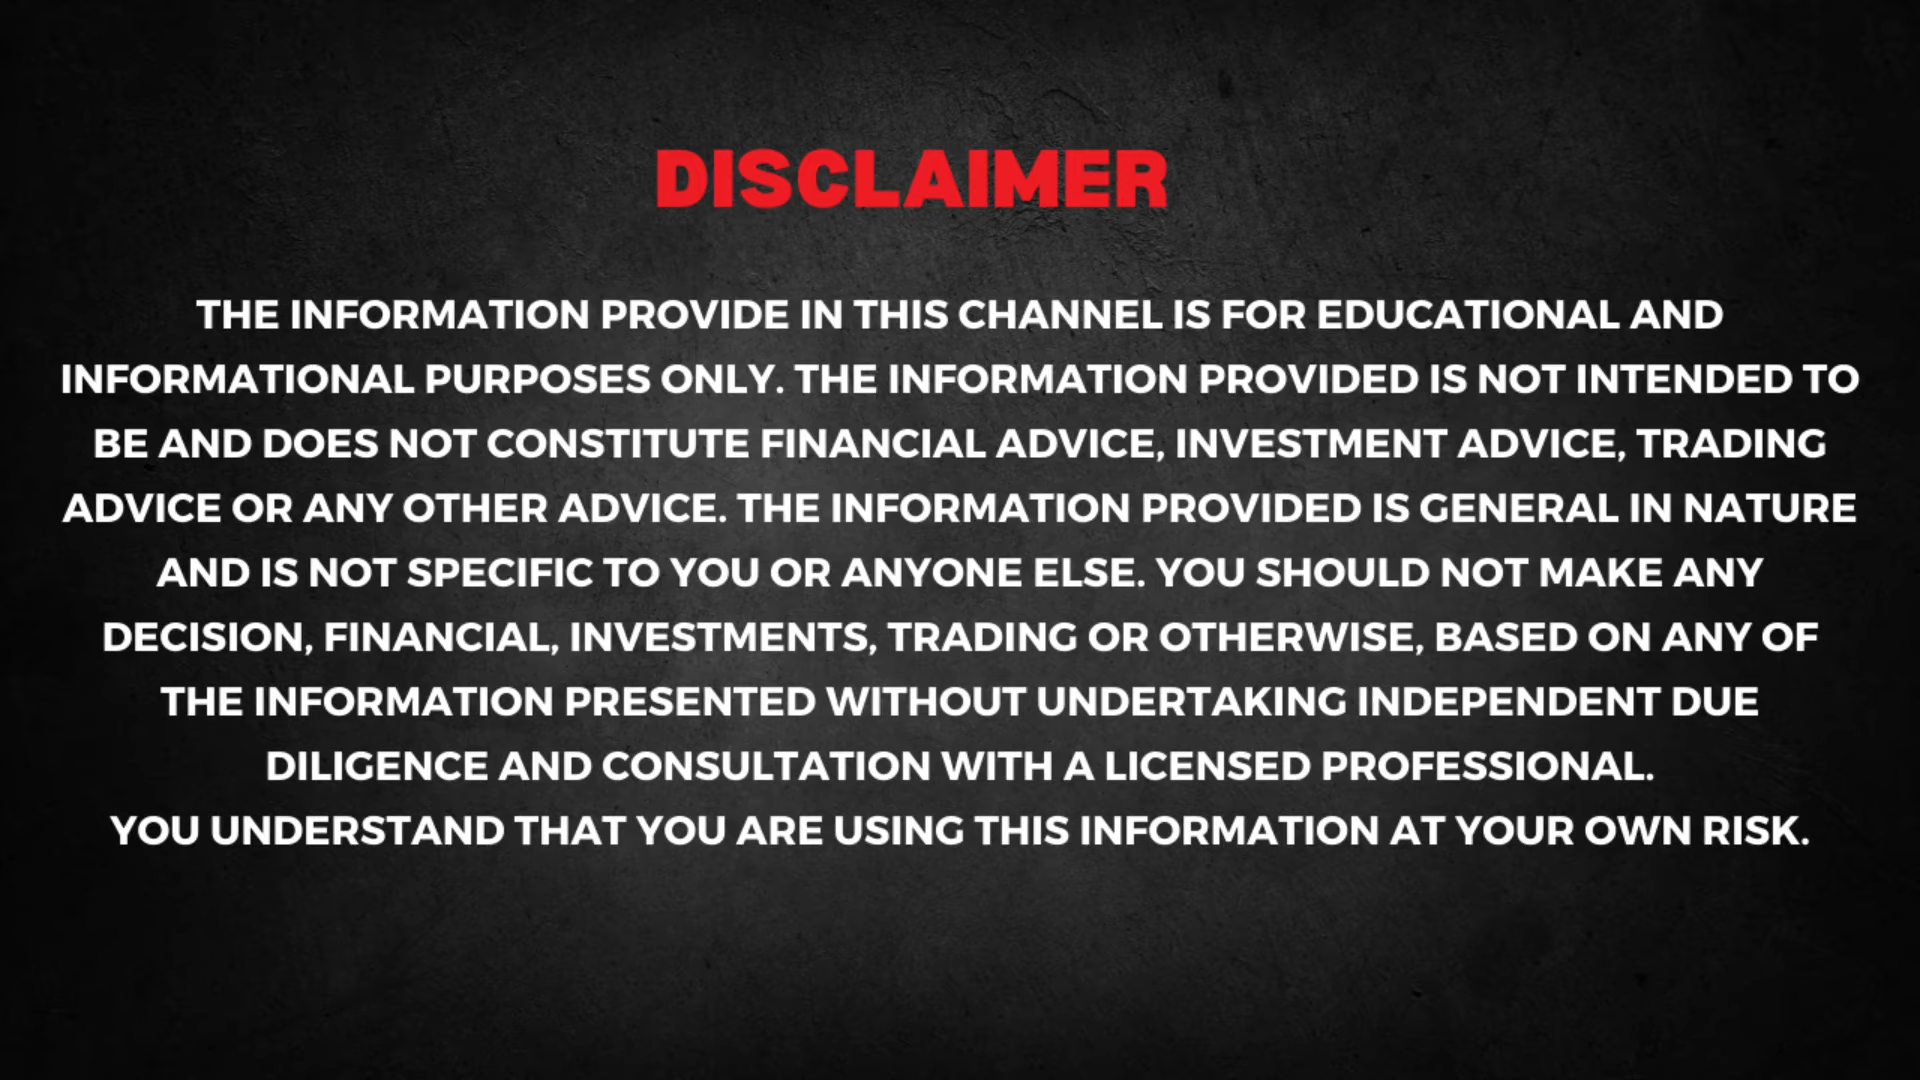 DISCLAIMER
THE INFORMATION PROVIDE IN THIS CHANNEL IS FOR EDUCATIONAL AND
INFORMATIONAL PURPOSES ONLY. THE INFORMATION PROVIDED IS NOT INTENDED TO
BE AND DOES NOT CONSTITUTE FINANCIAL ADVICE, INVESTMENT ADVICE, TRADING
ADVICE OR ANY OTHER ADVICE. THE INFORMATION PROVIDED IS GENERAL IN NATURE
AND IS NOT SPECIFIC TO YOU OR ANYONE ELSE. YOU SHOULD NOT MAKE ANY
DECISION, FINANCIAL, INVESTMENTS, TRADING OR OTHERWISE, BASED ON ANY OF
THE INFORMATION PRESENTED WITHOUT UNDERTAKING INDEPENDENT DUE
DILIGENCE AND CONSULTATION WITH A LICENSED PROFESSIONAL.
YOU UNDERSTAND THAT YOU ARE USING THIS INFORMATION AT YOUR OWN RISK.